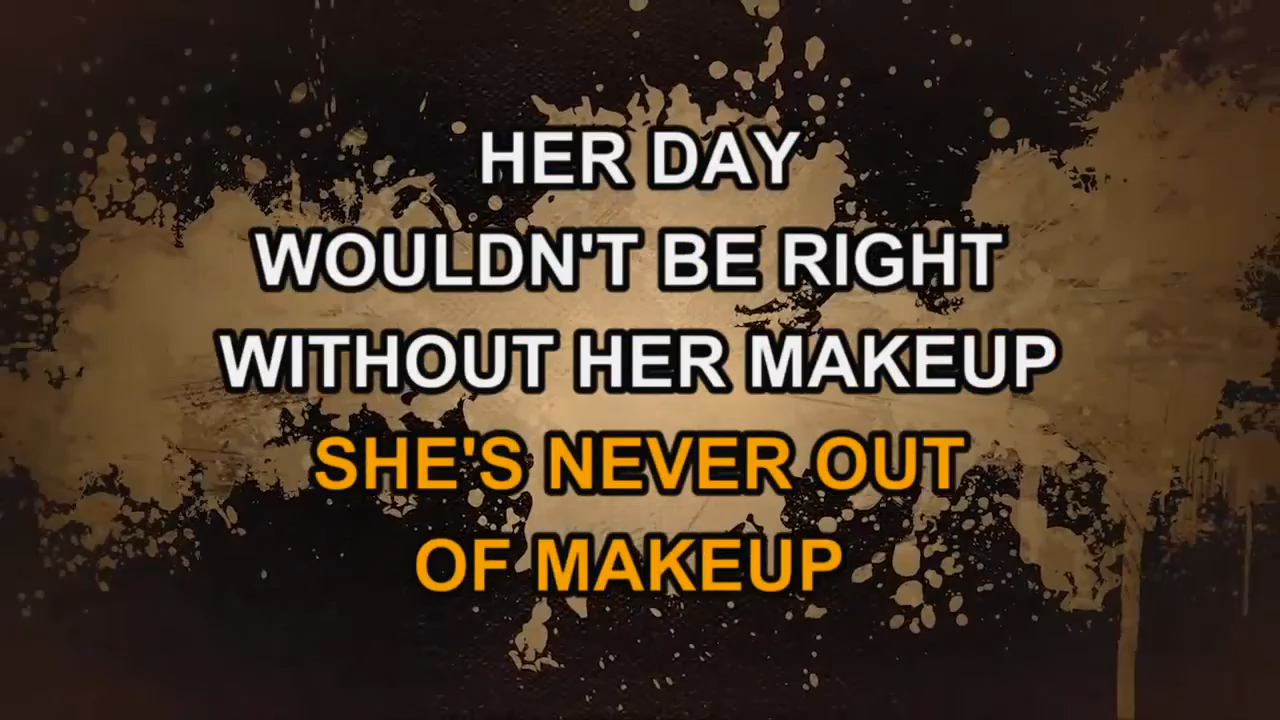 HER DAY
WOULDN'T BE RIGHT
WITHOUT HER MAKEUP
SHE'S NEVER OUT
OF MAKEUP